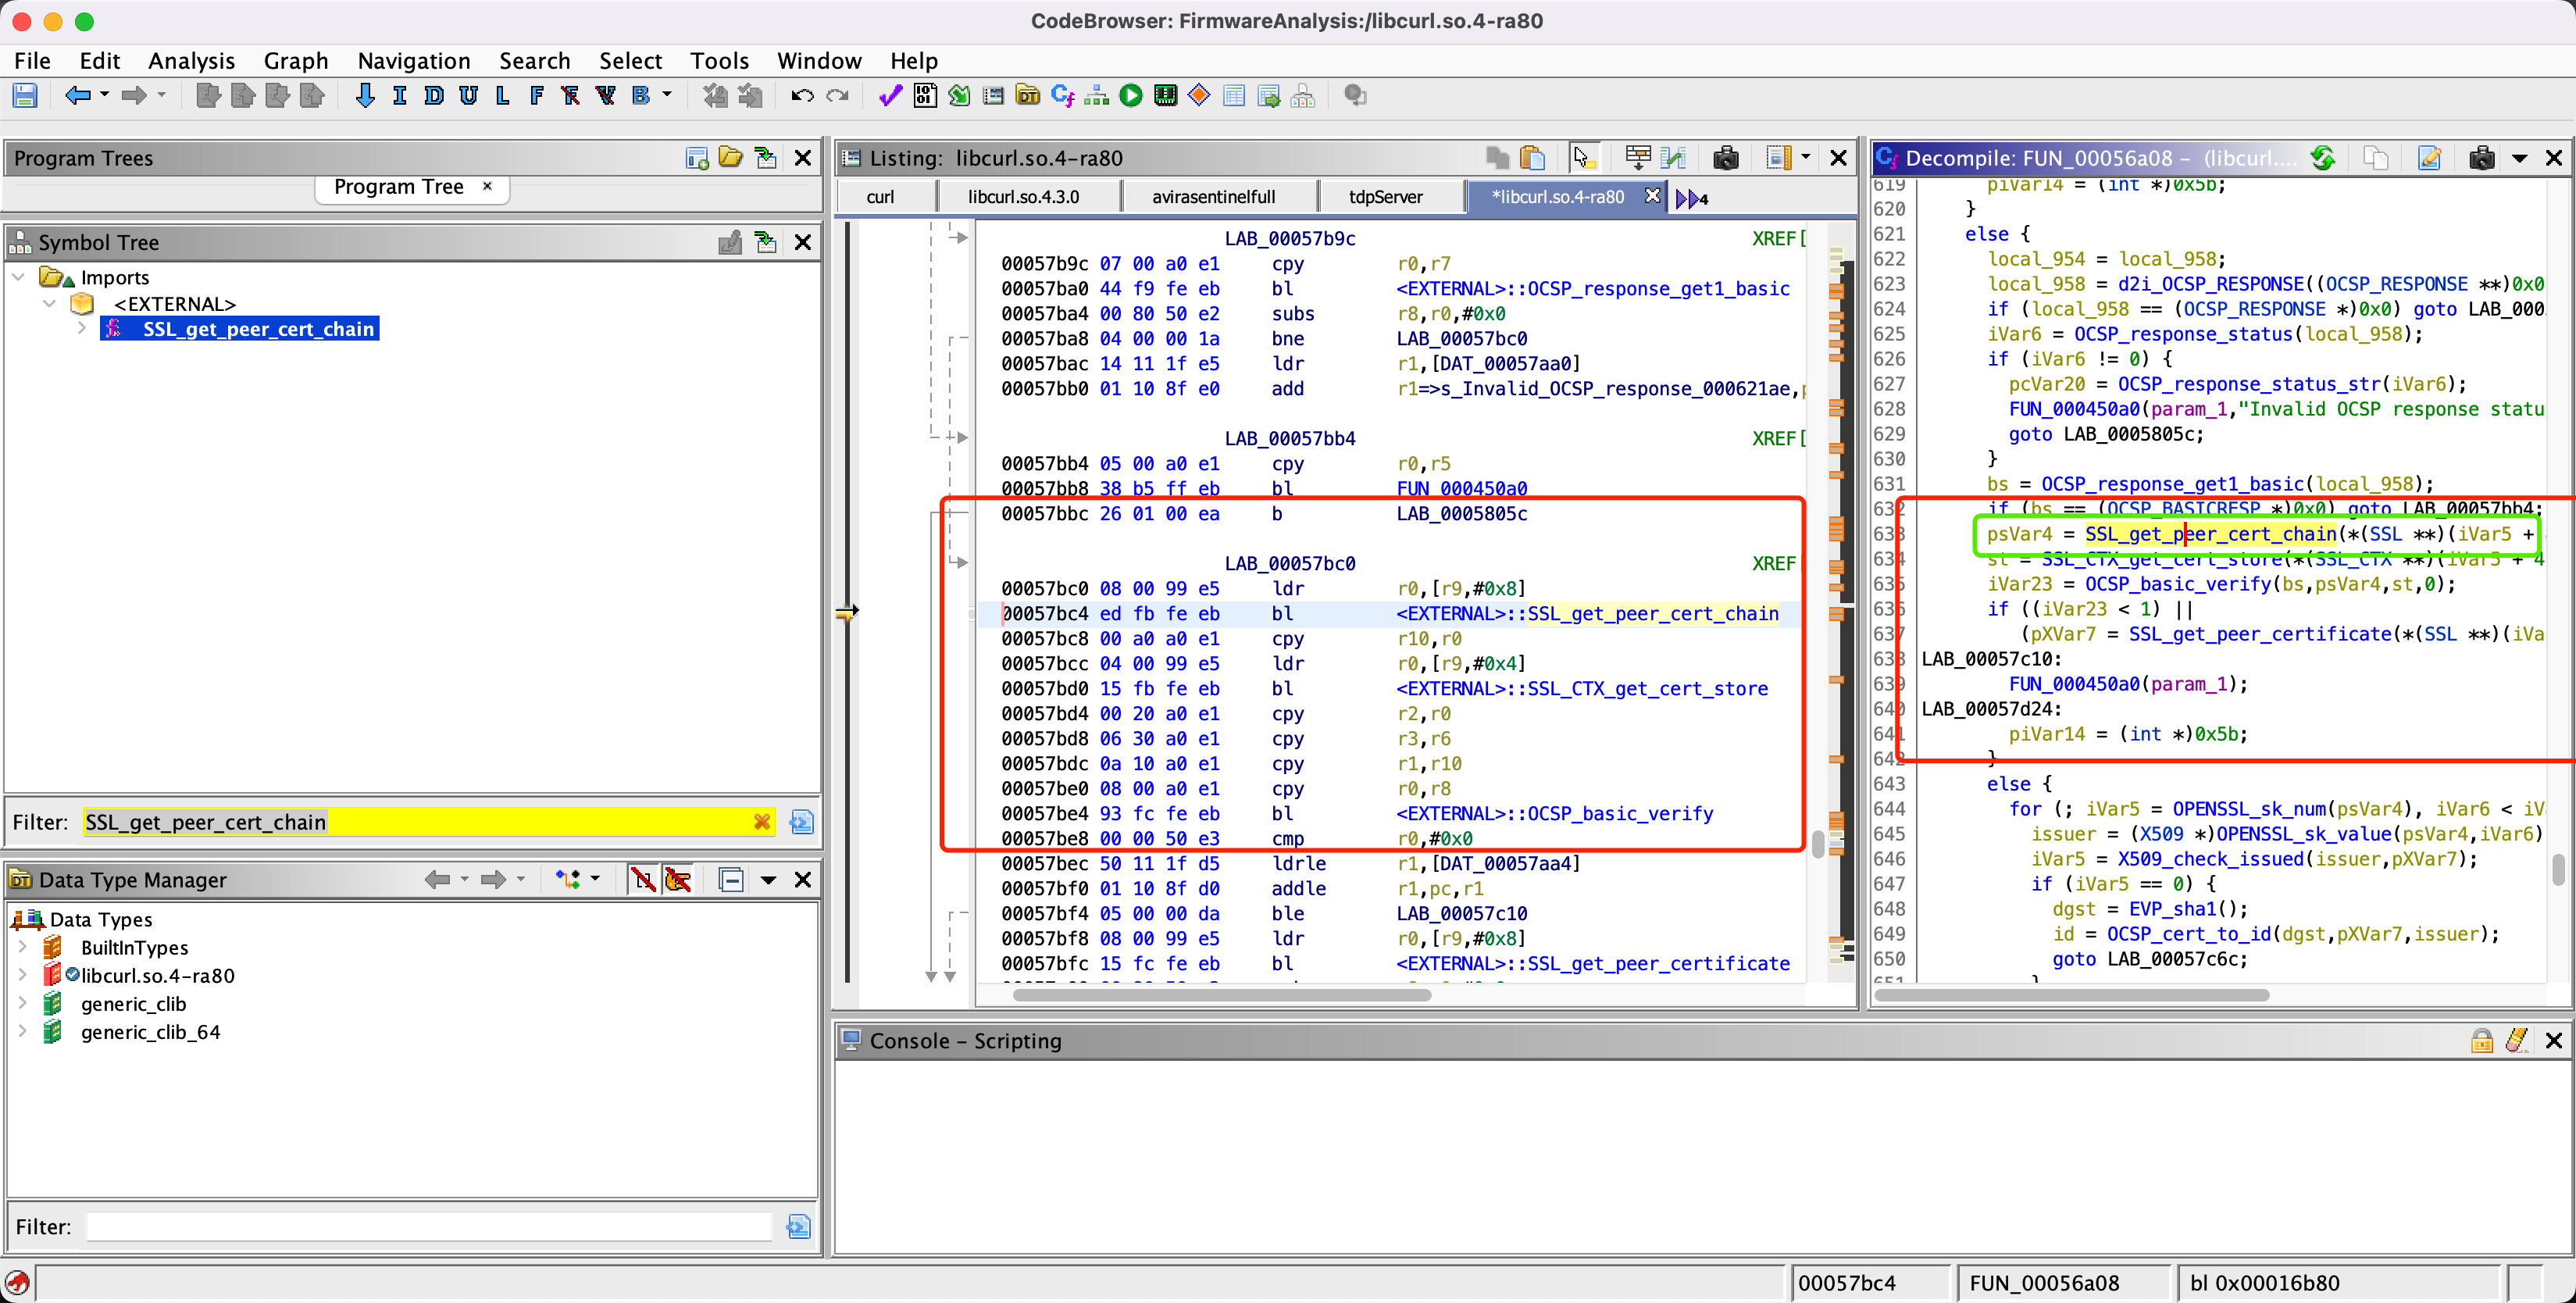 CodeBrowser: FirmwareAnalysis:/libcurl.so.4-ra80
File Edit Analysis Graph Navigation Search Select Tools Window Help
I D U L F B
Program Trees
Program Tree ×
Symbol Tree
Imports
<EXTERNAL>
f SSL_get_peer_cert_chain
Filter: SSL_get_peer_cert_chain
Data Type Manager
Data Types
BuiltInTypes
libcurl.so.4-ra80
generic_clib
generic_clib_64
Filter:
Listing: libcurl.so.4-ra80
curl libcurl.so.4.3.0 avirasentinelfull tdpServer *libcurl.so.4-ra80 4
LAB_00057b9c XREF[
00057b9c 07 00 a0 e1 cpy r0,r7
00057ba0 44 f9 fe eb bl <EXTERNAL>::OCSP_response_get1_basic
00057ba4 00 80 50 e2 subs r8,r0,#0x0
00057ba8 04 00 00 1a bne LAB_00057bc0
00057bac 14 11 1f e5 ldr r1,[DAT_00057aa0]
00057bb0 01 10 8f e0 add r1=>s_Invalid_OCSP_response_000621ae,
LAB_00057bb4 XREF[
00057bb4 05 00 a0 e1 cpy r0,r5
00057bb8 38 b5 ff eb bl FUN_000450a0
00057bbc 26 01 00 ea b LAB_0005805c
LAB_00057bc0 XREF
00057bc0 08 00 99 e5 ldr r0,[r9,#0x8]
00057bc4 ed fb fe eb bl <EXTERNAL>::SSL_get_peer_cert_chain
00057bc8 00 a0 a0 e1 cpy r10,r0
00057bcc 04 00 99 e5 ldr r0,[r9,#0x4]
00057bd0 15 fb fe eb bl <EXTERNAL>::SSL_CTX_get_cert_store
00057bd4 00 20 a0 e1 cpy r2,r0
00057bd8 06 30 a0 e1 cpy r3,r6
00057bdc 0a 10 a0 e1 cpy r1,r10
00057be0 08 00 a0 e1 cpy r0,r8
00057be4 93 fc fe eb bl <EXTERNAL>::OCSP_basic_verify
00057be8 00 00 50 e3 cmp r0,#0x0
00057bec 50 11 1f d5 ldrle r1,[DAT_00057aa4]
00057bf0 01 10 8f d0 addle r1,pc,r1
00057bf4 05 00 00 da ble LAB_00057c10
00057bf8 08 00 99 e5 ldr r0,[r9,#0x8]
00057bfc 15 fc fe eb bl <EXTERNAL>::SSL_get_peer_certificate
Decompile: FUN_00056a08 - (libcurl....
619 piVar14 = (int *)0x5b;
620 }
621 else {
622 local_954 = local_958;
623 local_958 = d2i_OCSP_RESPONSE((OCSP_RESPONSE **)0x0
624 if (local_958 == (OCSP_RESPONSE *)0x0) goto LAB_000
625 iVar6 = OCSP_response_status(local_958);
626 if (iVar6 != 0) {
627 pcVar20 = OCSP_response_status_str(iVar6);
628 FUN_000450a0(param_1,"Invalid OCSP response statu
629 goto LAB_0005805c;
630 }
631 bs = OCSP_response_get1_basic(local_958);
632 if (bs == (OCSP_BASICRESP *)0x0) goto LAB_00057bb4;
633 psVar4 = SSL_get_peer_cert_chain(*(SSL **)(iVar5 +
634 st = SSL_CTX_get_cert_store(*(SSL_CTX **)(iVar5 + 4
635 iVar23 = OCSP_basic_verify(bs,psVar4,st,0);
636 if ((iVar23 < 1) ||
637 (pXVar7 = SSL_get_peer_certificate(*(SSL **)(iVa
638 LAB_00057c10:
639 FUN_000450a0(param_1);
640 LAB_00057d24:
641 piVar14 = (int *)0x5b;
642 }
643 else {
644 for (; iVar5 = OPENSSL_sk_num(psVar4), iVar6 < iV
645 issuer = (X509 *)OPENSSL_sk_value(psVar4,iVar6)
646 iVar5 = X509_check_issued(issuer,pXVar7);
647 if (iVar5 == 0) {
648 dgst = EVP_sha1();
649 id = OCSP_cert_to_id(dgst,pXVar7,issuer);
650 goto LAB_00057c6c;
651 }
Console - Scripting
00057bc4 FUN_00056a08 bl 0x00016b80